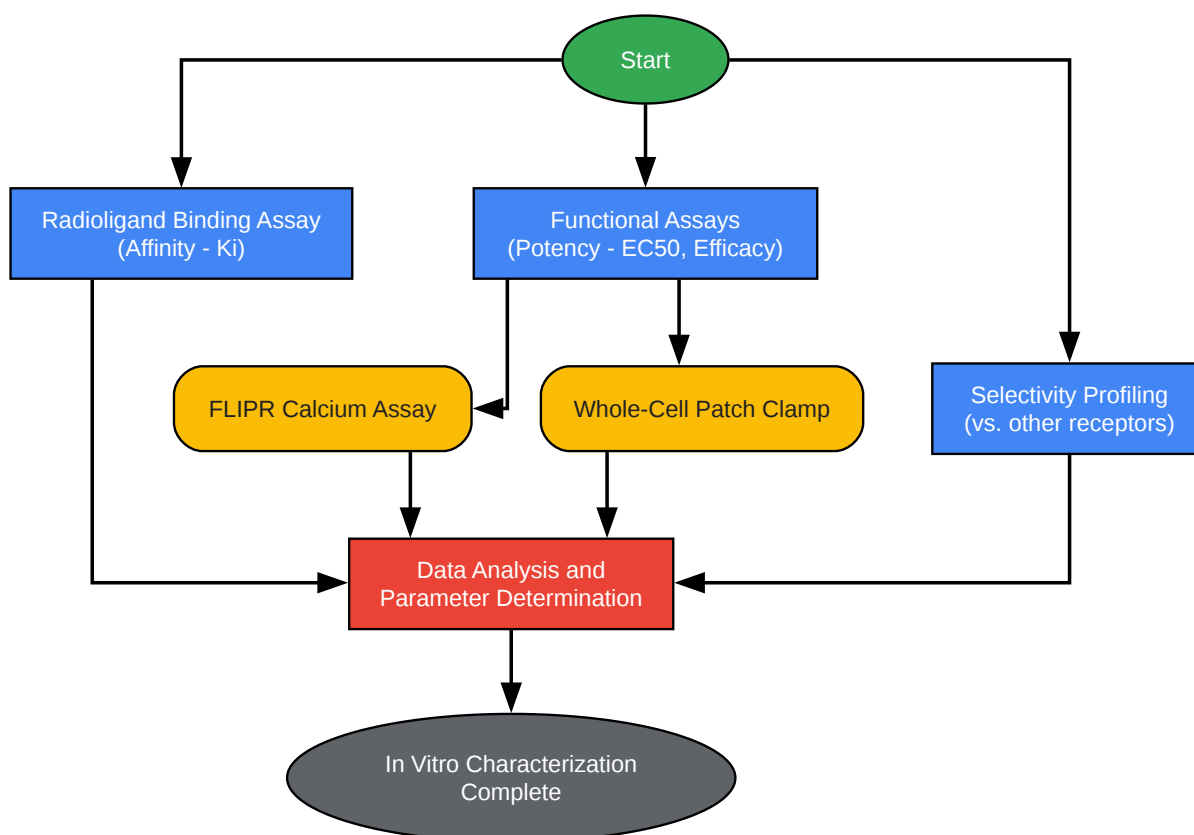 Start
Radioligand Binding Assay
(Affinity - Ki)
Functional Assays
(Potency - EC50, Efficacy)
FLIPR Calcium Assay
Whole-Cell Patch Clamp
Selectivity Profiling
(vs. other receptors)
Data Analysis and
Parameter Determination
In Vitro Characterization
Complete